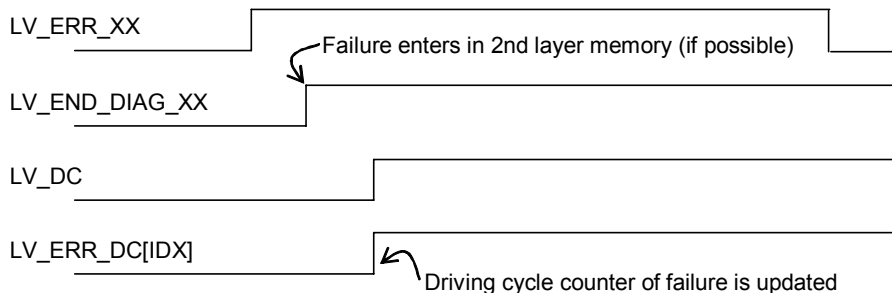 LV_ERR_XX
Failure enters in 2nd layer memory (if possible)
LV_END_DIAG_XX
LV_DC
LV_ERR_DC[IDX]
Driving cycle counter of failure is updated